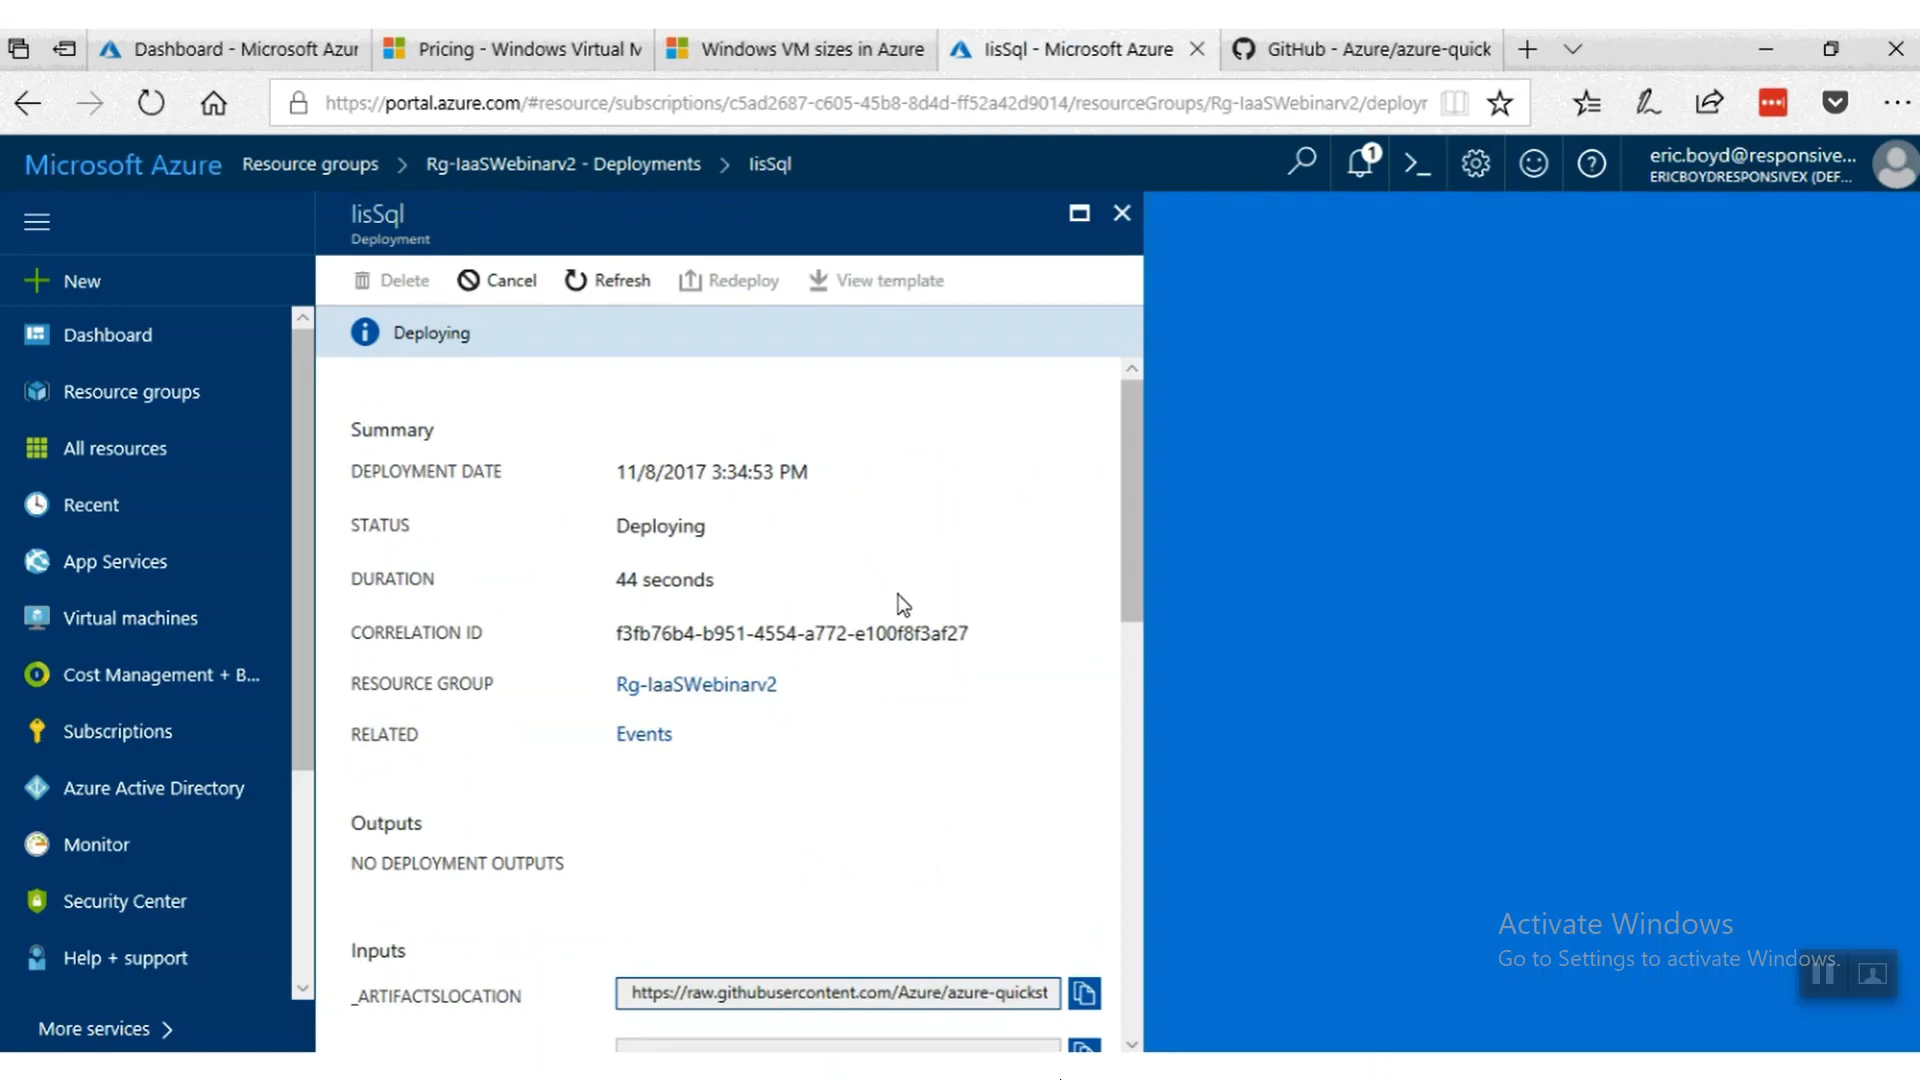 Dashboard - Microsoft Azur
Pricing - Windows Virtual M
Windows VM sizes in Azure
IisSql - Microsoft Azure
GitHub - Azure/azure-quick
https://portal.azure.com/#resource/subscriptions/c5ad2687-c605-45b8-8d4d-ff52a42d9014/resourceGroups/Rg-IaaSWebinarv2/deployr
Microsoft Azure
Resource groups > Rg-IaaSWebinarv2 - Deployments > IisSql
1
eric.boyd@responsive...
ERICBOYDRESPONSIVEX (DEF...
IisSql
Deployment
New
Delete
Cancel
Refresh
Redeploy
View template
Dashboard
Deploying
Resource groups
Summary
All resources
DEPLOYMENT DATE
11/8/2017 3:34:53 PM
Recent
STATUS
Deploying
App Services
DURATION
44 seconds
Virtual machines
CORRELATION ID
f3fb76b4-b951-4554-a772-e100f8f3af27
Cost Management + B...
RESOURCE GROUP
Rg-IaaSWebinarv2
Subscriptions
RELATED
Events
Azure Active Directory
Outputs
Monitor
NO DEPLOYMENT OUTPUTS
Security Center
Activate Windows
Go to Settings to activate Windows.
Help + support
Inputs
_ARTIFACTSLOCATION
https://raw.githubusercontent.com/Azure/azure-quickst
More services >